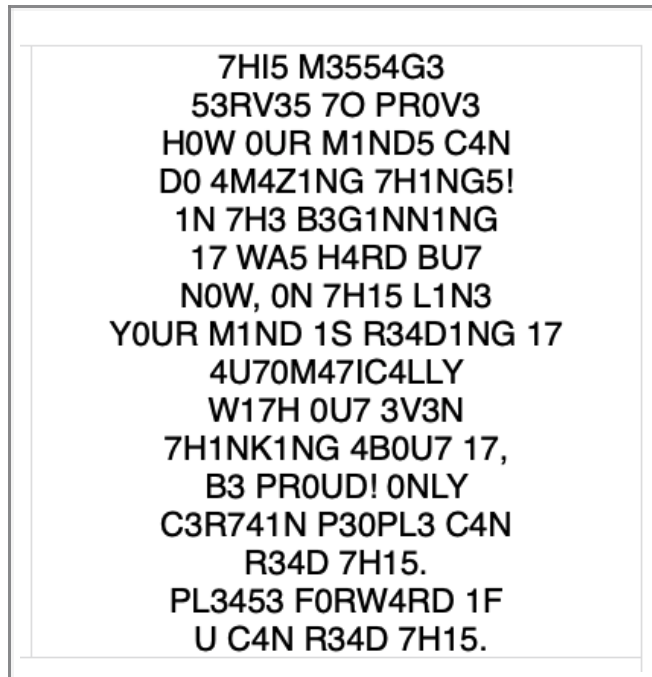 7HI5 M3554G3
53RV35 7O PR0V3
H0W 0UR M1ND5 C4N
D0 4M4Z1NG 7H1NG5!
1N 7H3 B3G1NN1NG
17 WA5 H4RD BU7
N0W, 0N 7H15 L1N3
Y0UR M1ND 1S R34D1NG 17
4U70M47IC4LLY
W17H 0U7 3V3N
7H1NK1NG 4B0U7 17,
B3 PR0UD! 0NLY
C3R741N P30PL3 C4N
R34D 7H15.
PL3453 F0RW4RD 1F
U C4N R34D 7H15.